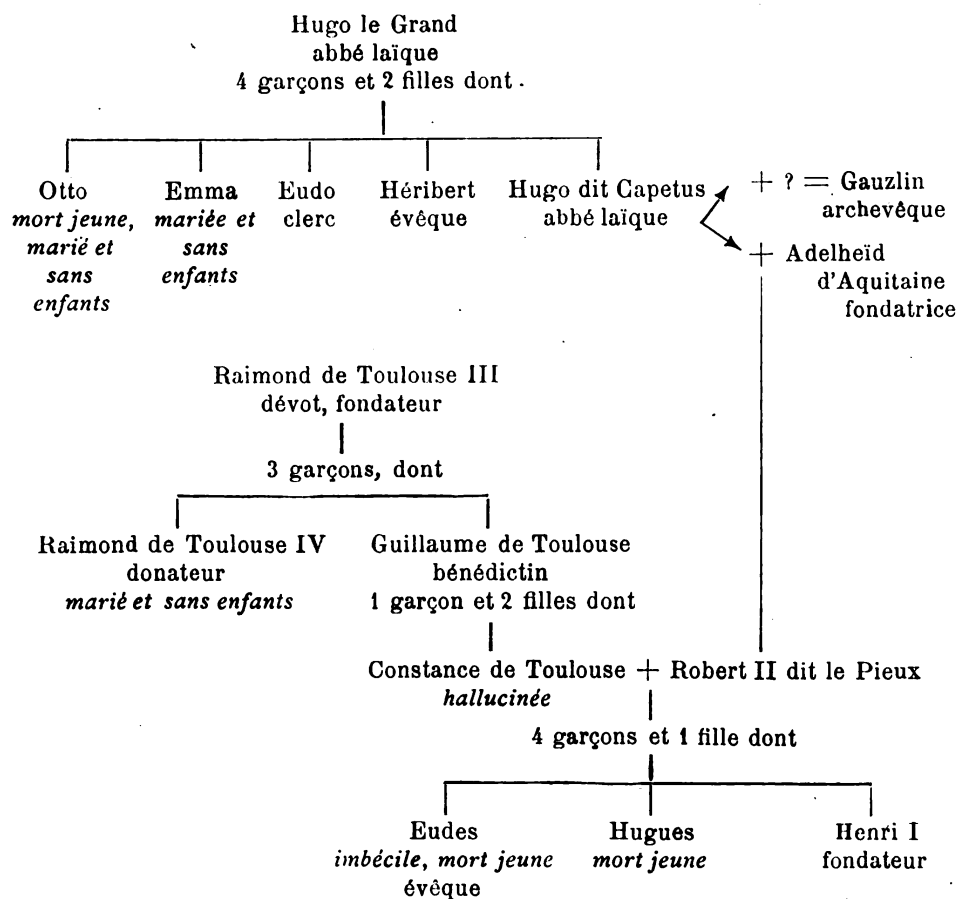 Hugo le Grand
abbé laïque
4 garçons et 2 filles dont .
Otto
mort jeune,
marié et
sans
enfants
Emma
mariée et
sans
enfants
Eudo
clerc
Héribert
évêque
Hugo dit Capetus
abbé laïque
+ ? = Gauzlin
archevêque
+ Adelheïd
d'Aquitaine
fondatrice
Raimond de Toulouse III
dévot, fondateur
3 garçons, dont
Raimond de Toulouse IV
donateur
marié et sans enfants
Guillaume de Toulouse
bénédictin
1 garçon et 2 filles dont
Constance de Toulouse + Robert II dit le Pieux
hallucinée
4 garçons et 1 fille dont
Eudes
imbécile, mort jeune
évêque
Hugues
mort jeune
Henri I
fondateur